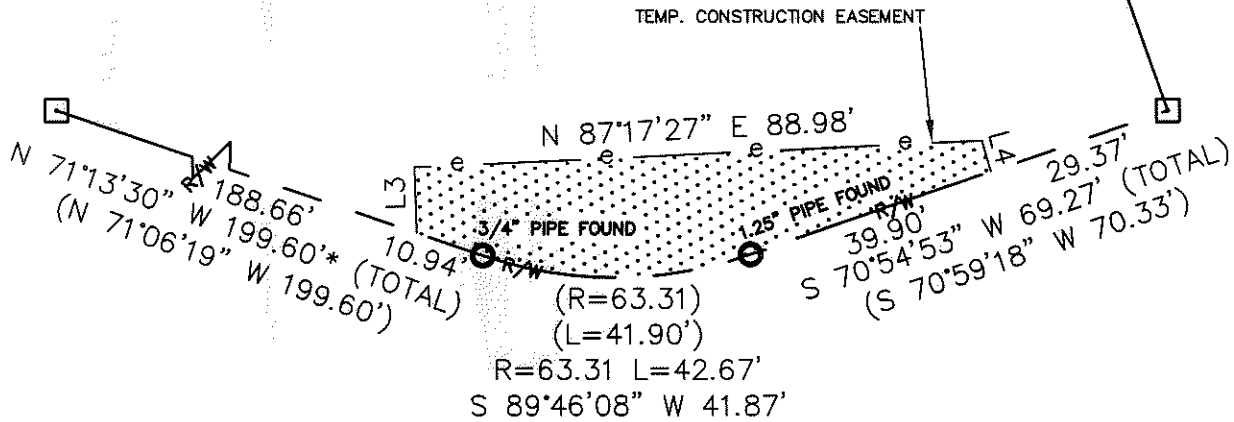 TEMP. CONSTRUCTION EASEMENT
N 87°17'27" E 88.98'
e e e e
L3
L4
3/4" PIPE FOUND
1.25" PIPE FOUND
R/W
188.66'
N 71°13'30" W 199.60'* (TOTAL)
(N 71°06'19" W 199.60')
10.94'
R/W
R/W
39.90'
29.37'
S 70°54'53" W 69.27' (TOTAL)
(S 70°59'18" W 70.33')
(R=63.31)
(L=41.90')
R=63.31 L=42.67'
S 89°46'08" W 41.87'